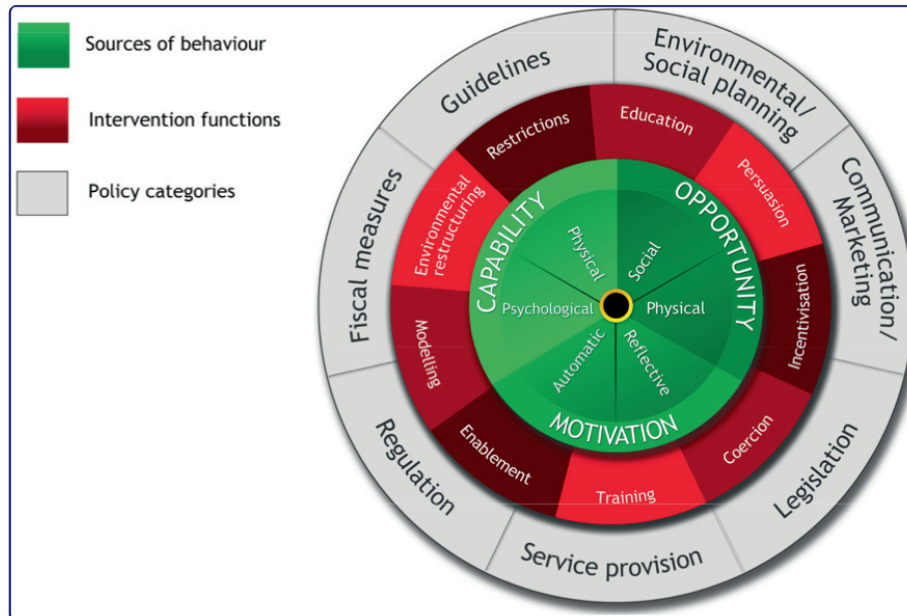 Sources of behaviour
Intervention functions
Policy categories
Guidelines
Environmental/
Social planning
Communication/
Marketing
Legislation
Service provision
Regulation
Fiscal measures
Restrictions
Education
Persuasion
Incentivisation
Coercion
Training
Enablement
Modelling
Environmental
restructuring
CAPABILITY
OPPORTUNITY
MOTIVATION
Physical
Psychological
Social
Physical
Reflective
Automatic